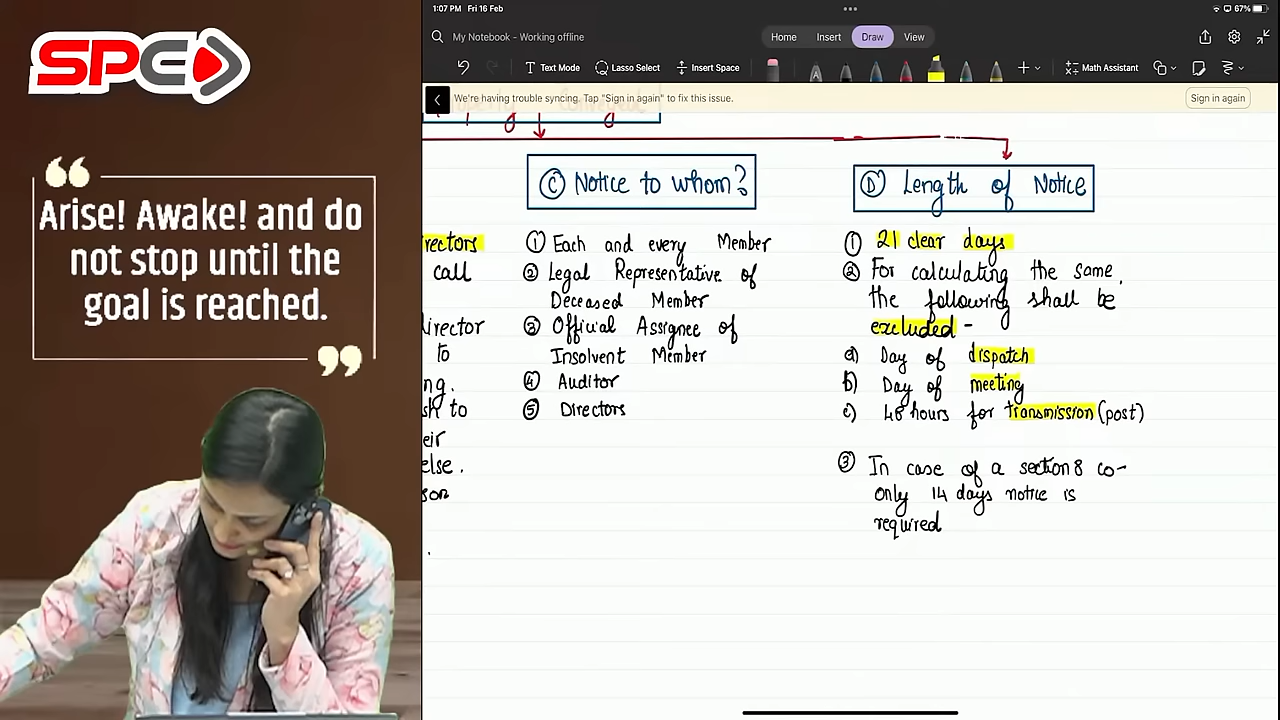 SPC
Arise! Awake! and do
not stop until the
goal is reached.
1:07 PM Fri 16 Feb
67%
My Notebook - Working offline
Home Insert Draw View
Text Mode Lasso Select Insert Space Math Assistant
We're having trouble syncing. Tap "Sign in again" to fix this issue. Sign in again
irectors
call
director
to
ng.
sh to
eir
else.
son
Ⓒ Notice to whom?
① Each and every Member
② Legal Representative of
Deceased Member
③ Official Assignee of
Insolvent Member
④ Auditor
⑤ Directors
Ⓓ Length of Notice
① 21 clear days
② For calculating the same,
the following shall be
excluded -
a) Day of dispatch
b) Day of meeting
c) 48 hours for transmission (post)
③ In case of a section 8 co-
only 14 days notice is
required